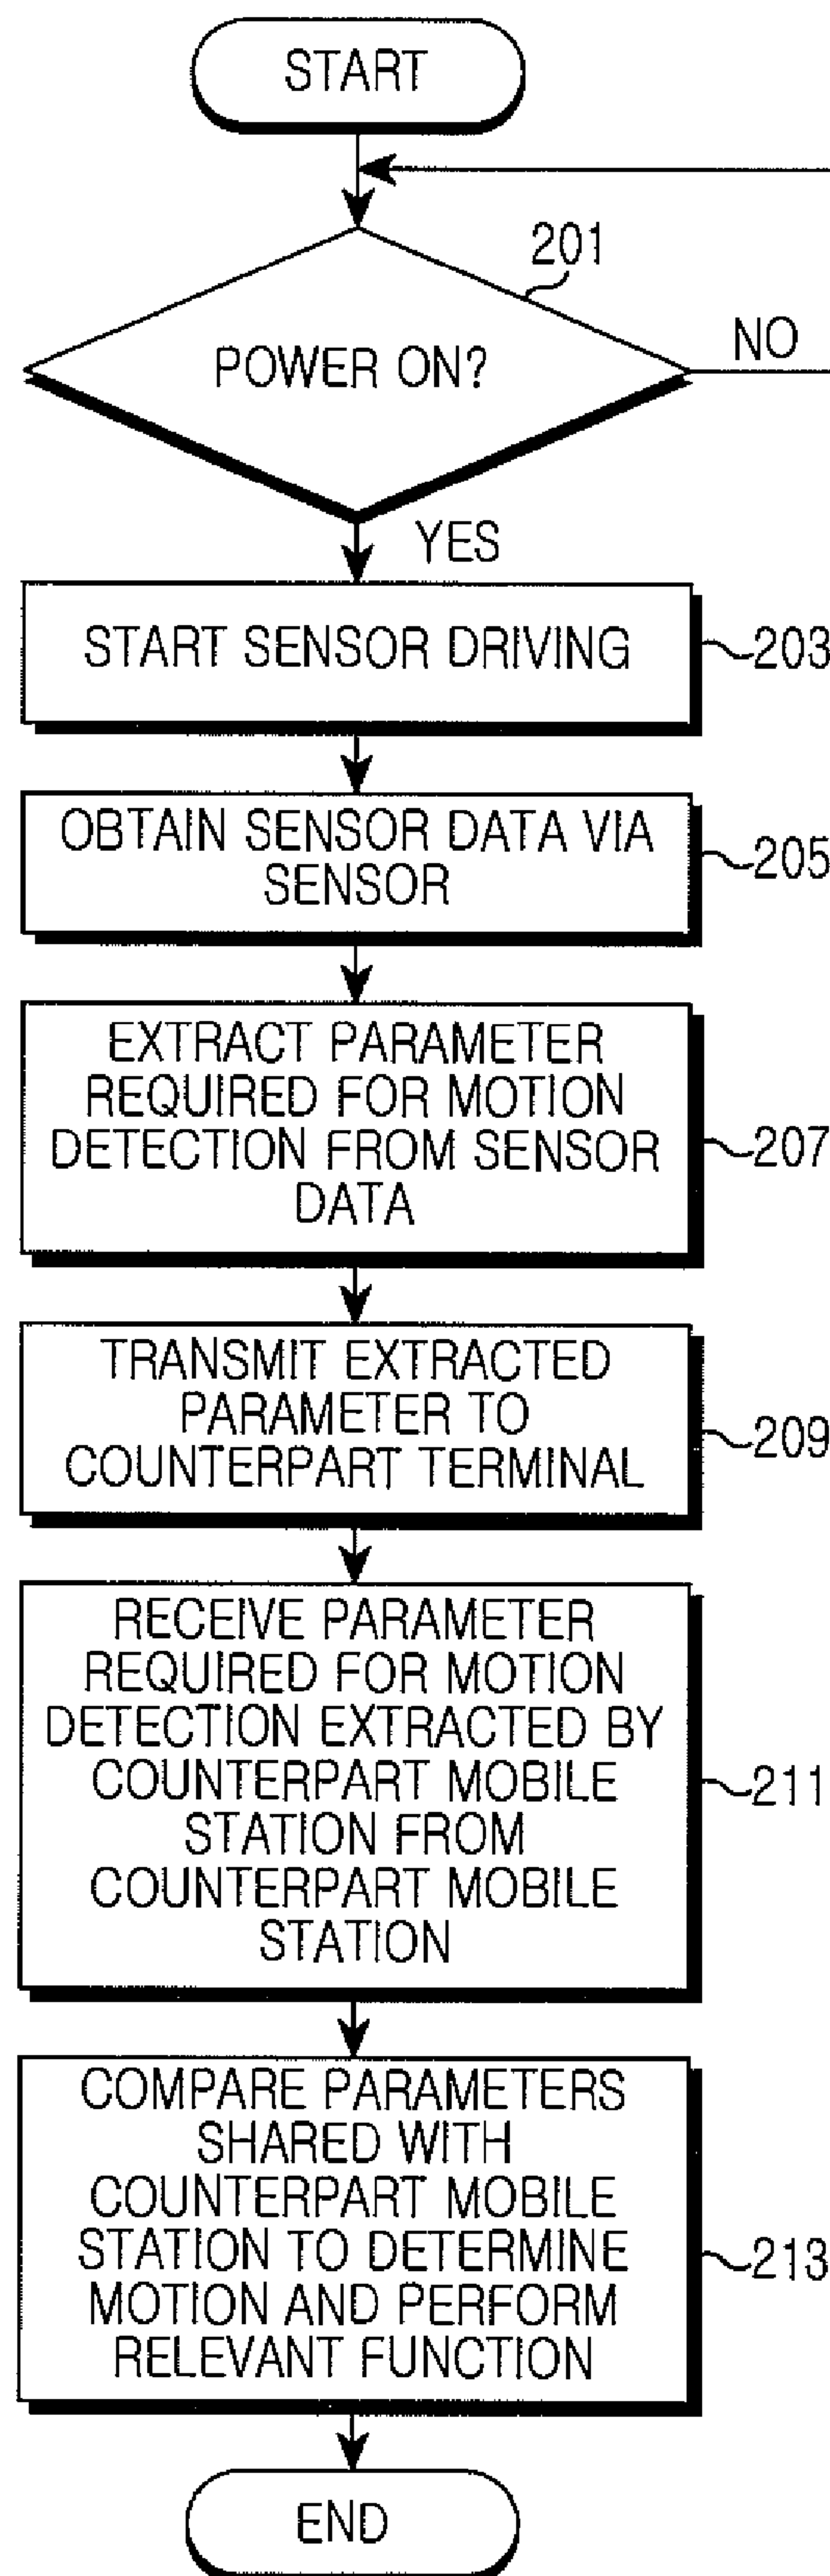 START
201
POWER ON?
NO
YES
START SENSOR DRIVING
203
OBTAIN SENSOR DATA VIA
SENSOR
205
EXTRACT PARAMETER
REQUIRED FOR MOTION
DETECTION FROM SENSOR
DATA
207
TRANSMIT EXTRACTED
PARAMETER TO
COUNTERPART TERMINAL
209
RECEIVE PARAMETER
REQUIRED FOR MOTION
DETECTION EXTRACTED BY
COUNTERPART MOBILE
STATION FROM
COUNTERPART MOBILE
STATION
211
COMPARE PARAMETERS
SHARED WITH
COUNTERPART MOBILE
STATION TO DETERMINE
MOTION AND PERFORM
RELEVANT FUNCTION
213
END